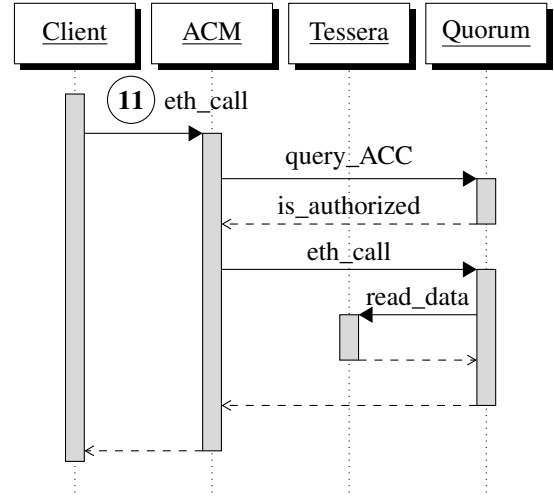 Client ACM Tessera Quorum
11 eth_call
query_ACC
is_authorized
eth_call
read_data